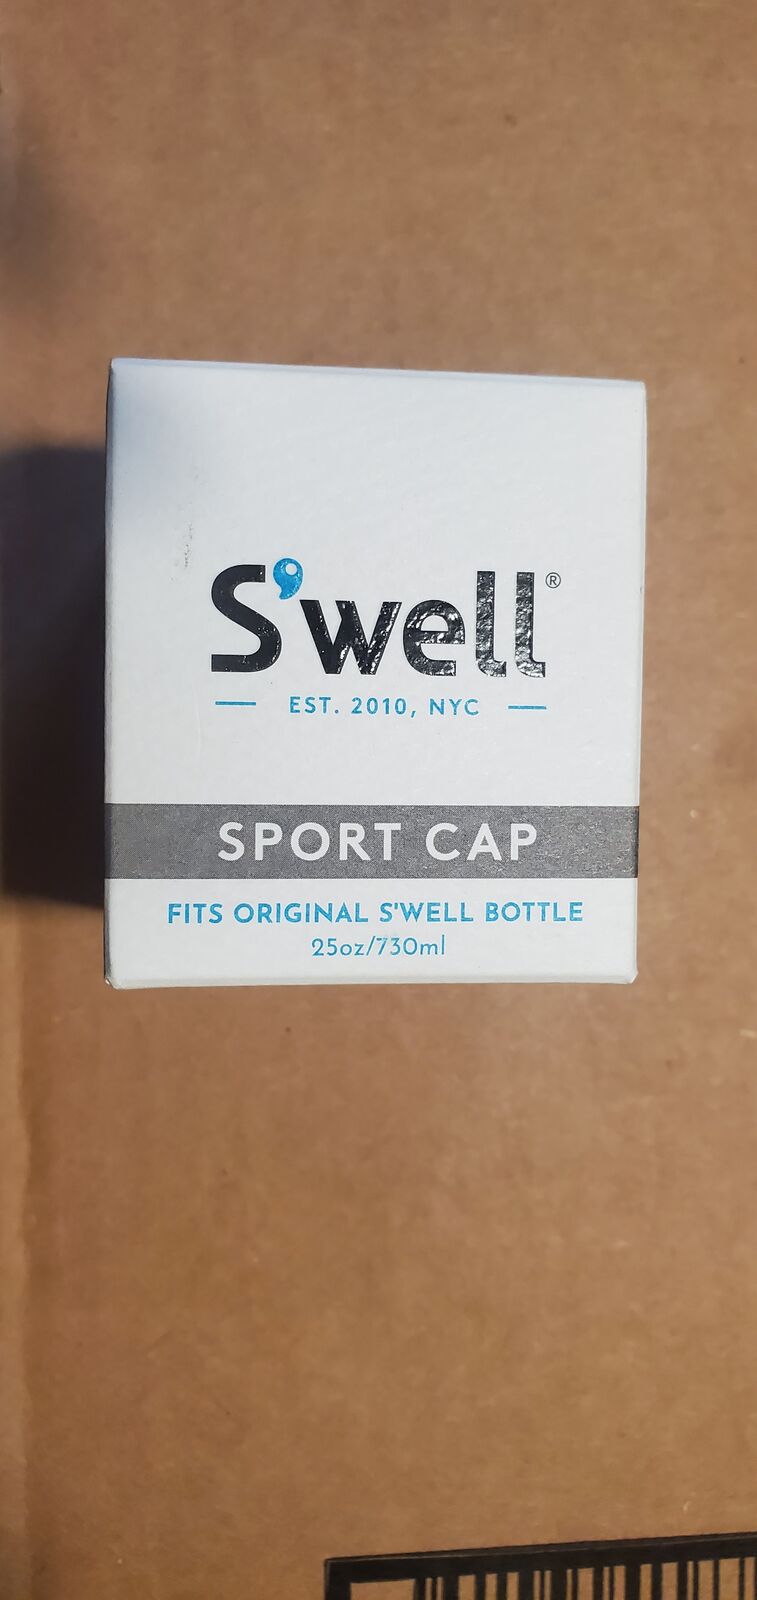 S'well®
EST. 2010, NYC
SPORT CAP
FITS ORIGINAL S'WELL BOTTLE
25oz/730ml